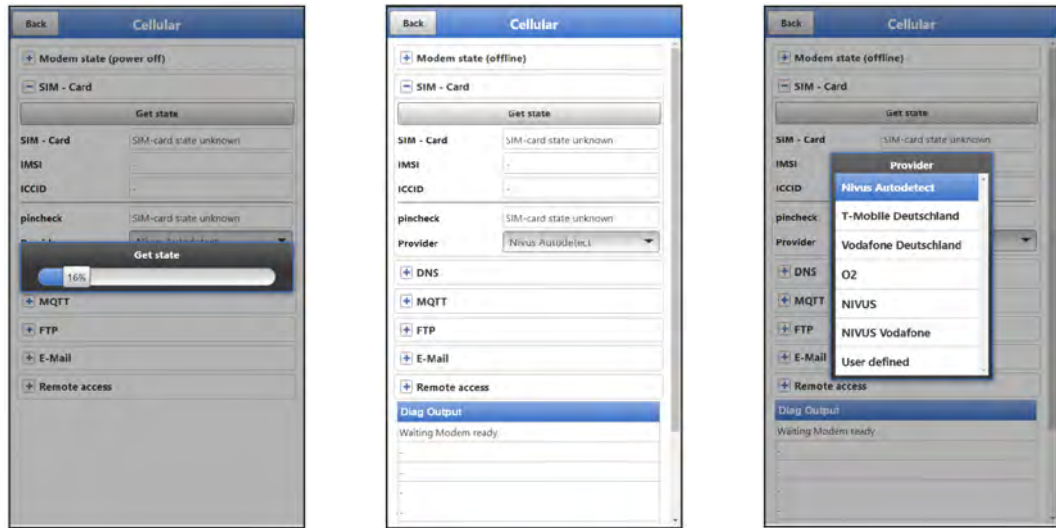 Back
Cellular
Modem state (power off)
SIM - Card
Get state
SIM - Card
SIM-card state unknown
IMSI
-
ICCID
-
pincheck
SIM-card state unknown
Get state
16%
MQTT
FTP
E-Mail
Remote access
Back
Cellular
Modem state (offline)
SIM - Card
Get state
SIM - Card
SIM-card state unknown
IMSI
-
ICCID
-
pincheck
SIM-card state unknown
Provider
Nivus Autodetect
DNS
MQTT
FTP
E-Mail
Remote access
Diag Output
Waiting Modem ready
-
-
-
-
Back
Cellular
Modem state (offline)
SIM - Card
Get state
SIM - Card
SIM-card state unknown
IMSI
ICCID
pincheck
Provider
DNS
MQTT
FTP
E-Mail
Provider
Nivus Autodetect
T-Mobile Deutschland
Vodafone Deutschland
O2
NIVUS
NIVUS Vodafone
User defined
Remote access
Diag Output
Waiting Modem ready
-
-
-
-